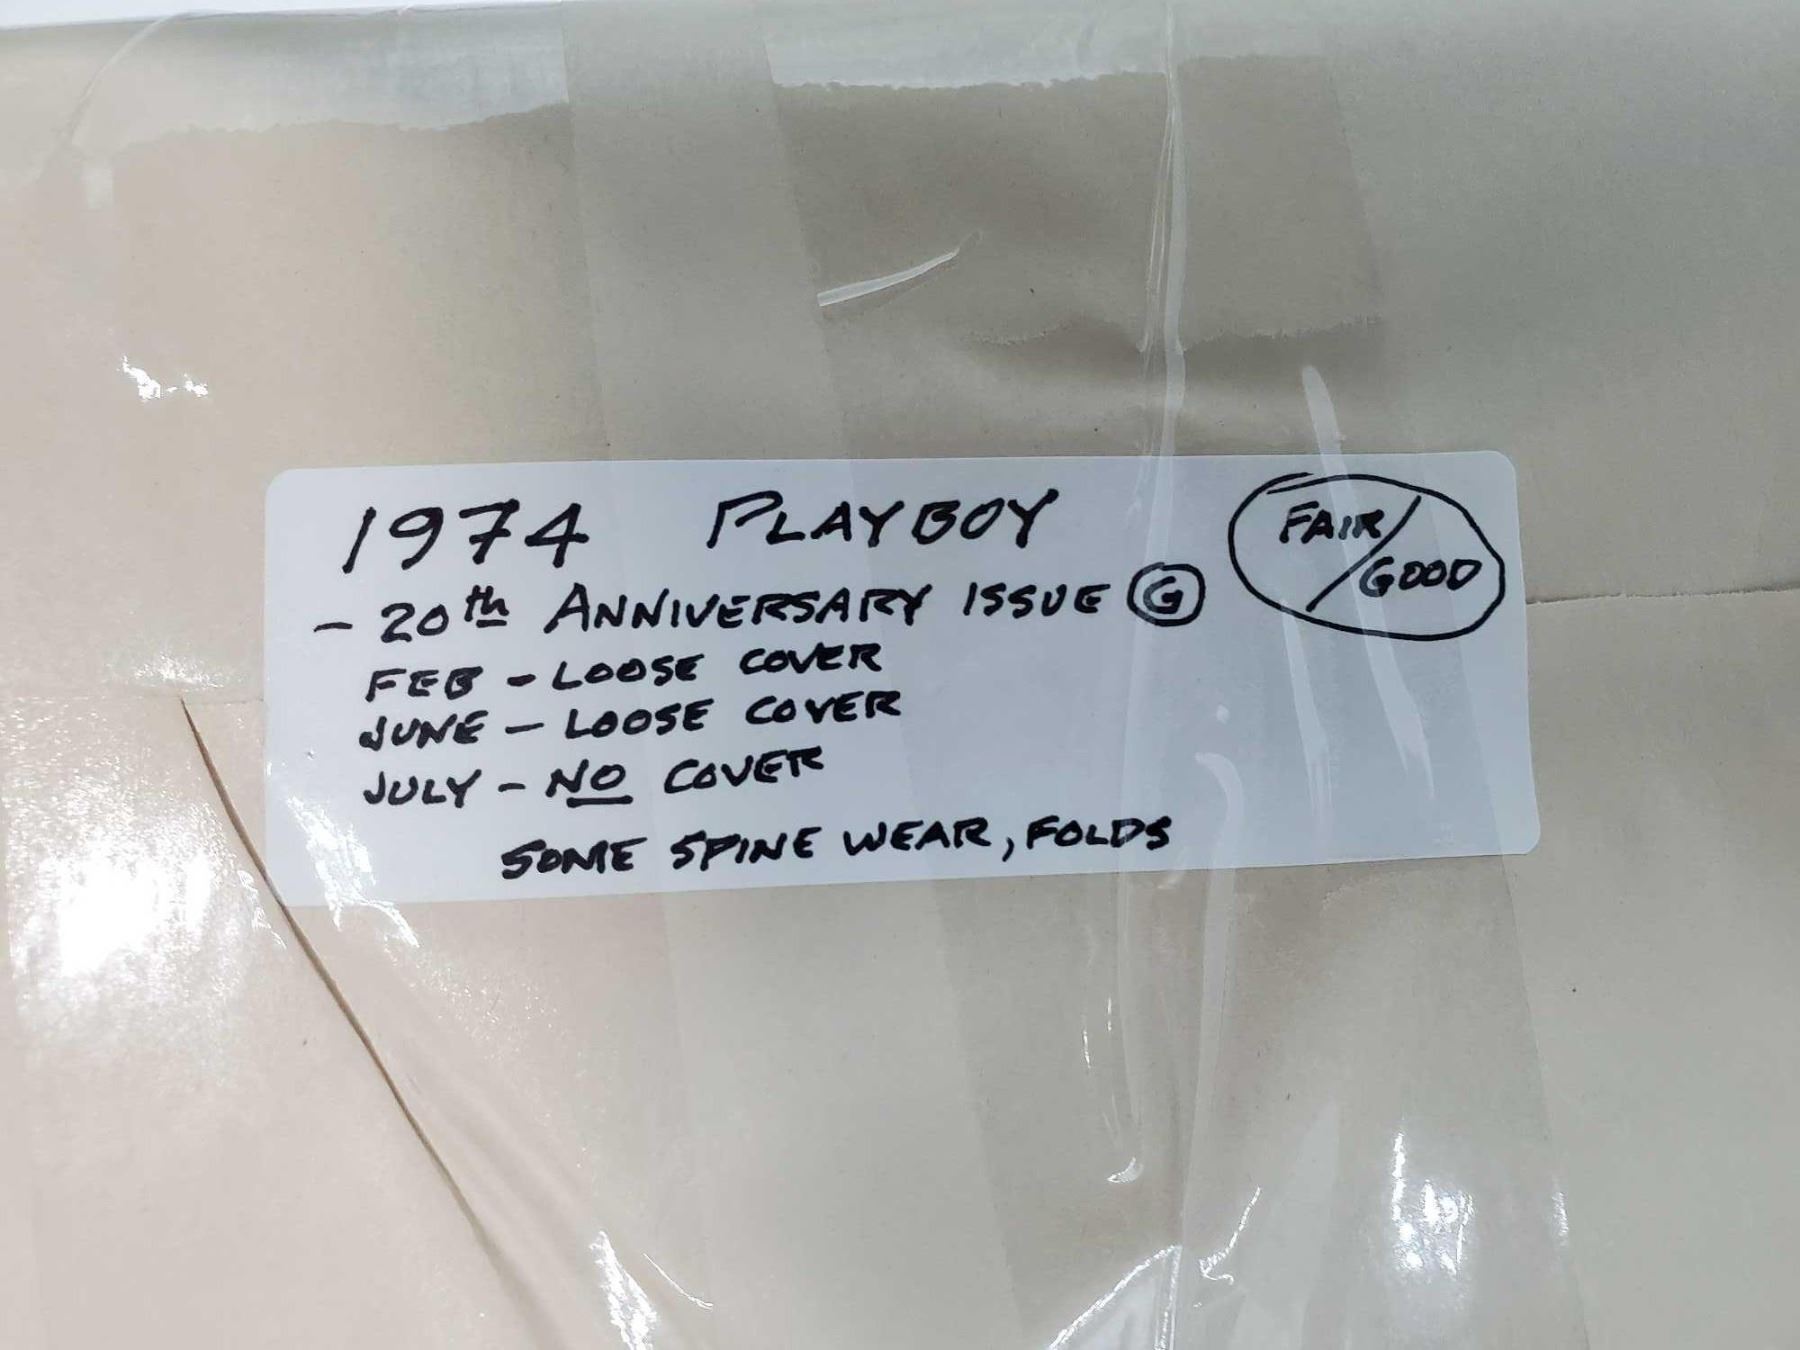 1974 PLAYBOY
FAIR/GOOD
- 20th ANNIVERSARY ISSUE G
FEB - LOOSE COVER
JUNE - LOOSE COVER
JULY - NO COVER
SOME SPINE WEAR, FOLDS